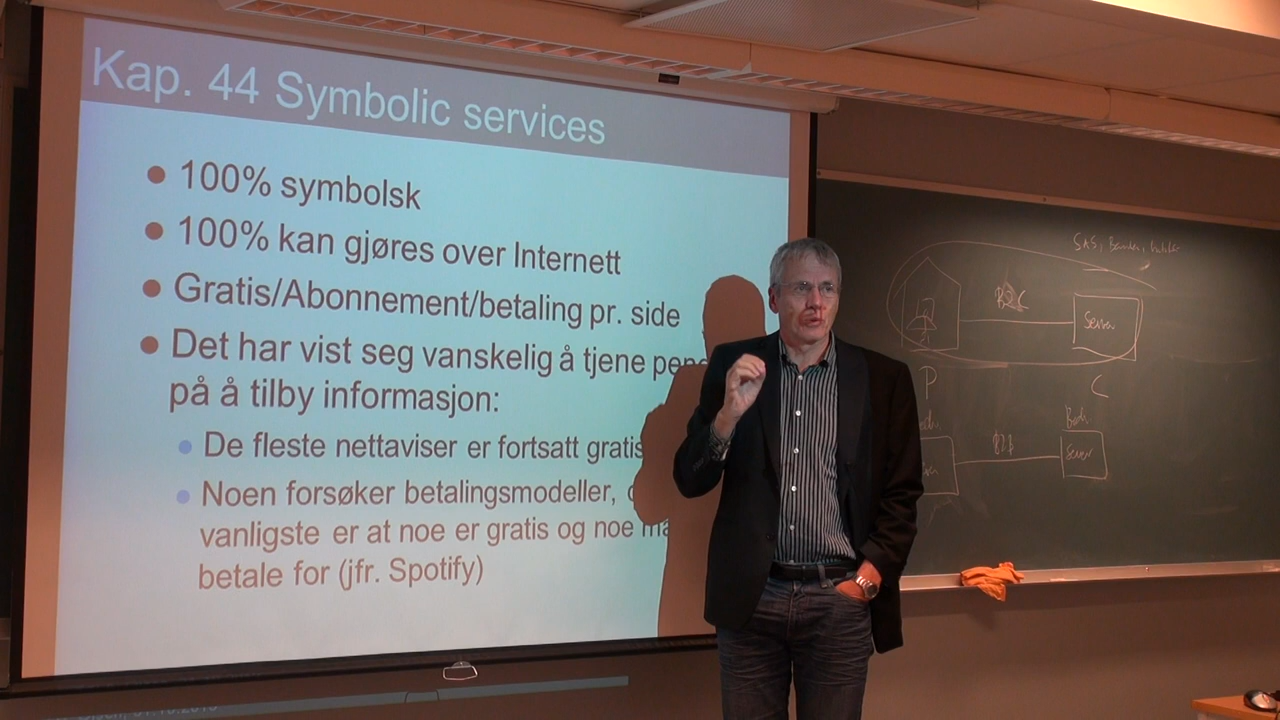 Kap. 44 Symbolic services
100% symbolsk
100% kan gjøres over Internett
Gratis/Abonnement/betaling pr. side
Det har vist seg vanskelig å tjene
på å tilby informasjon:
De fleste nettaviser er fortsatt gratis
Noen forsøker betalingsmodeller,
vanligste er at noe er gratis og noe
betale for (jfr. Spotify)
SAS,
B2C
Server
P
C
B2B
Server